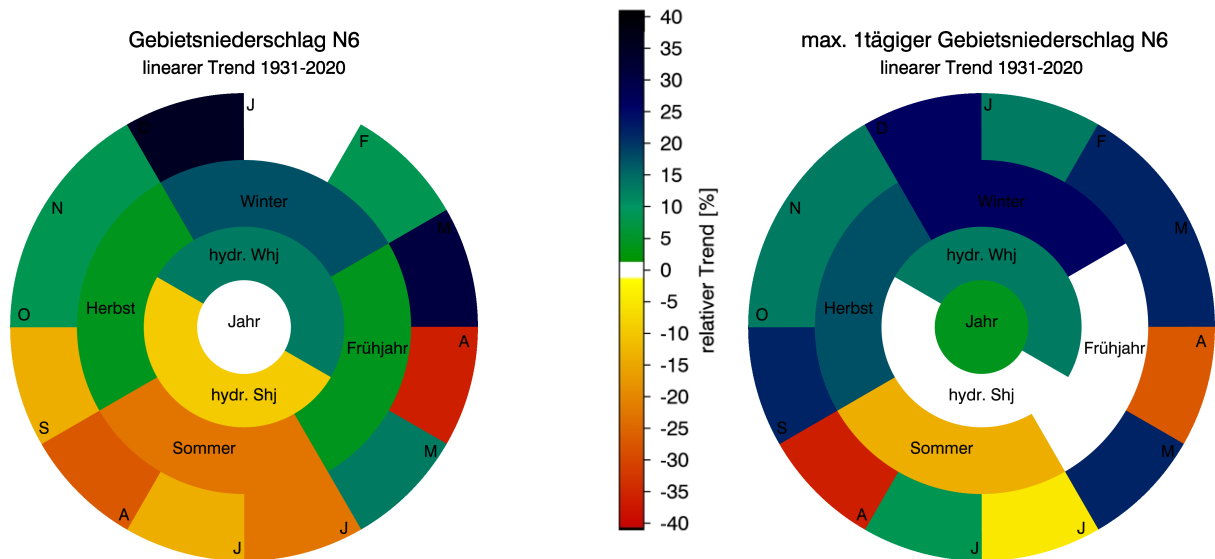 Gebietsniederschlag N6
linearer Trend 1931-2020
J
F
M
A
M
J
J
A
S
O
N
D
Winter
hydr. Whj
Jahr
Herbst
Frühjahr
hydr. Shj
Sommer
40
35
30
25
20
15
10
5
0
-5
-10
-15
-20
-25
-30
-35
-40
relativer Trend [%]
max. 1tägiger Gebietsniederschlag N6
linearer Trend 1931-2020
J
F
M
A
M
J
J
A
S
O
N
D
Winter
hydr. Whj
Jahr
Herbst
Frühjahr
hydr. Shj
Sommer